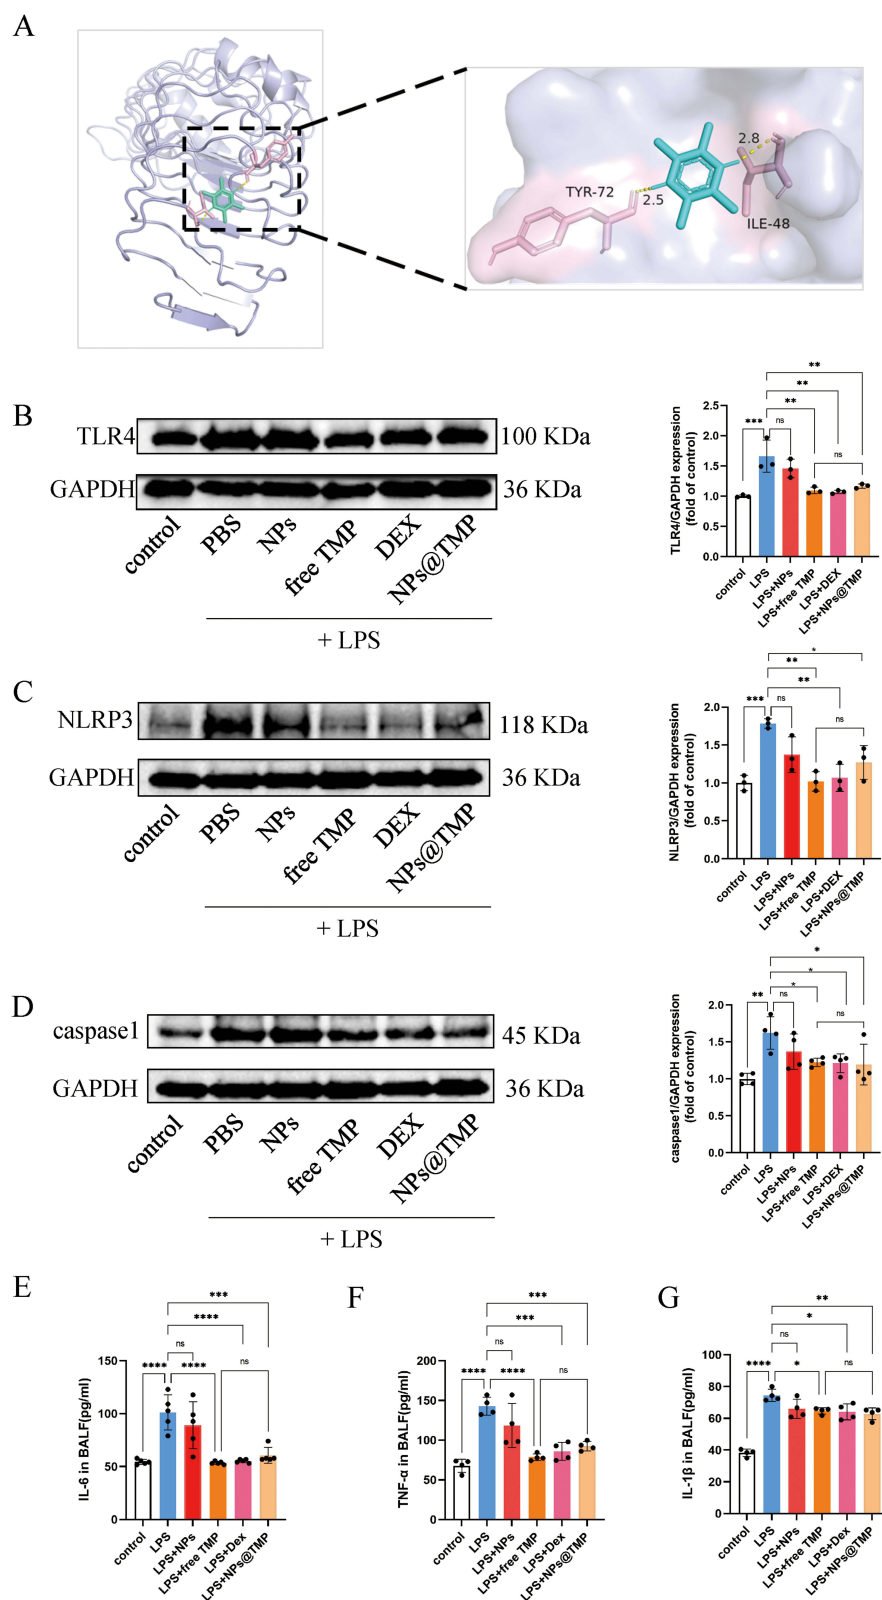 A
TYR-72
2.5
2.8
ILE-48
B
TLR4
100 KDa
GAPDH
36 KDa
control
PBS
NPs
free TMP
DEX
NPs@TMP
+ LPS
TLR4/GAPDH expression
(fold of control)
2.5
2.0
1.5
1.0
0.5
0.0
***
ns
**
**
**
ns
control
LPS
LPS+NPs
LPS+free TMP
LPS+DEX
LPS+NPs@TMP
C
NLRP3
118 KDa
GAPDH
36 KDa
control
PBS
NPs
free TMP
DEX
NPs@TMP
+ LPS
NLRP3/GAPDH expression
(fold of control)
2.0
1.5
1.0
0.5
0.0
***
ns
**
**
*
ns
control
LPS
LPS+NPs
LPS+free TMP
LPS+DEX
LPS+NPs@TMP
D
caspase1
45 KDa
GAPDH
36 KDa
control
PBS
NPs
free TMP
DEX
NPs@TMP
+ LPS
caspase1/GAPDH expression
(fold of control)
2.0
1.5
1.0
0.5
0.0
**
ns
*
*
*
ns
control
LPS
LPS+NPs
LPS+free TMP
LPS+DEX
LPS+NPs@TMP
E
IL-6 in BALF(pg/ml)
150
100
50
0
****
ns
****
****
***
ns
control
LPS
LPS+NPs
LPS+free TMP
LPS+Dex
LPS+NPs@TMP
F
TNF-α in BALF(pg/ml)
200
150
100
50
0
****
ns
****
***
***
ns
control
LPS
LPS+NPs
LPS+free TMP
LPS+Dex
LPS+NPs@TMP
G
IL-1β in BALF(pg/ml)
100
80
60
40
20
0
****
ns
*
*
**
ns
control
LPS
LPS+NPs
LPS+free TMP
LPS+Dex
LPS+NPs@TMP